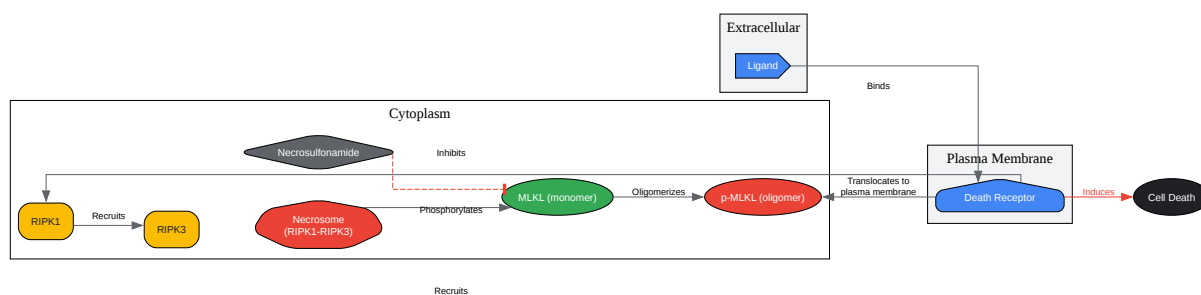 Extracellular
Ligand
Binds
Cytoplasm
Necrosulfonamide
Inhibits
Plasma Membrane
Translocates to
plasma membrane
RIPK1
Recruits
RIPK3
Necrosome
(RIPK1-RIPK3)
Phosphorylates
MLKL (monomer)
Oligomerizes
p-MLKL (oligomer)
Death Receptor
Induces
Cell Death
Recruits